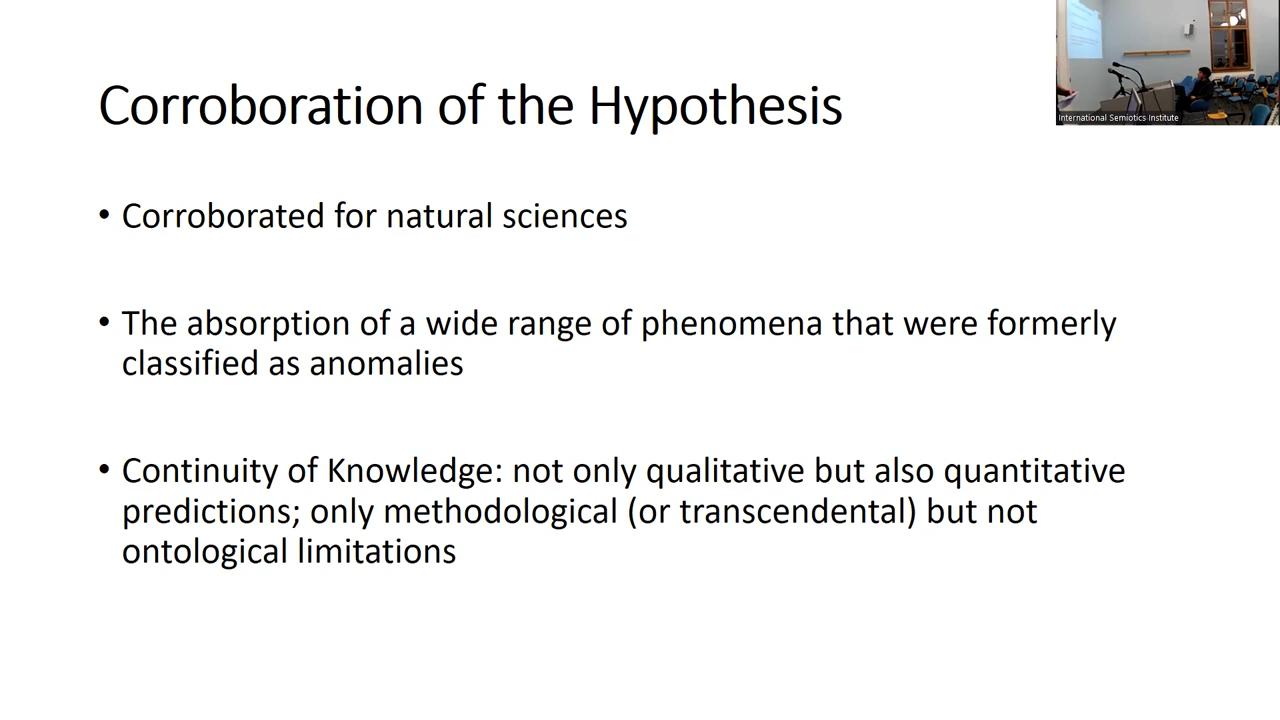 Corroboration of the Hypothesis
International Semiotics Institute
• Corroborated for natural sciences
• The absorption of a wide range of phenomena that were formerly
classified as anomalies
• Continuity of Knowledge: not only qualitative but also quantitative
predictions; only methodological (or transcendental) but not
ontological limitations